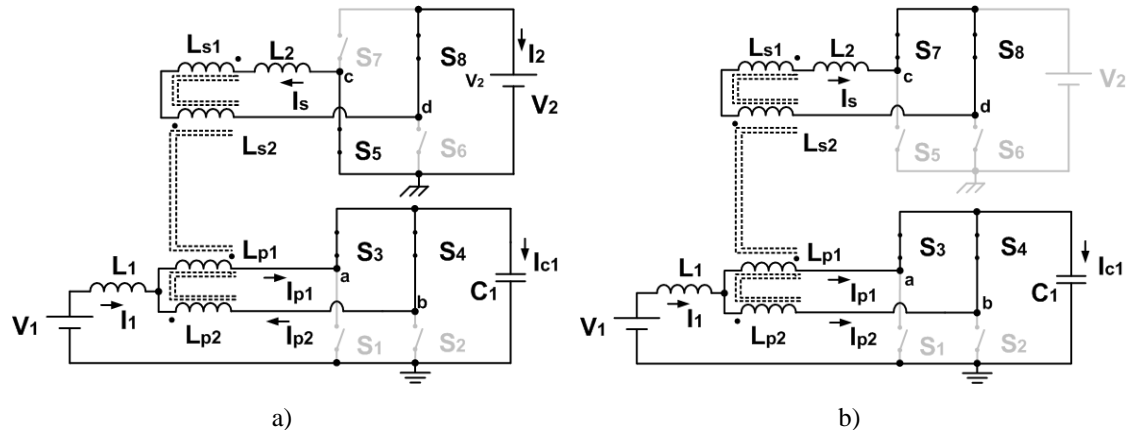 Ls1 L2 S7 S8 I2
c V2 V2
Is d
Ls2 S5 S6
Lp1 S3 S4 Ic1
L1 a C1
Ip1
V1 I1 b
Lp2 Ip2 S1 S2
a)
Ls1 L2 S7 S8
c V2
Is d
Ls2 S5 S6
Lp1 S3 S4 Ic1
L1 a C1
Ip1
V1 I1 b
Lp2 Ip2 S1 S2
b)